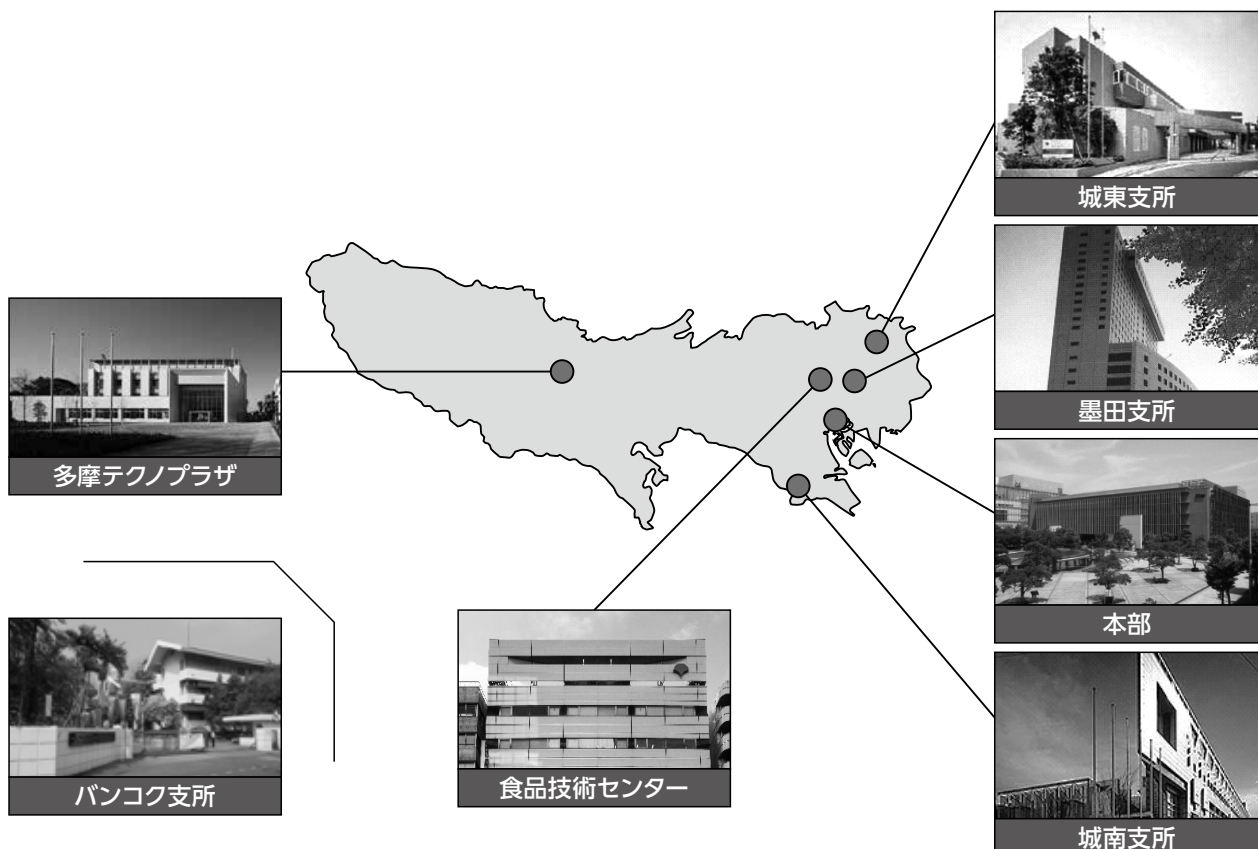 城東支所
墨田支所
多摩テクノプラザ
本部
バンコク支所
食品技術センター
城南支所